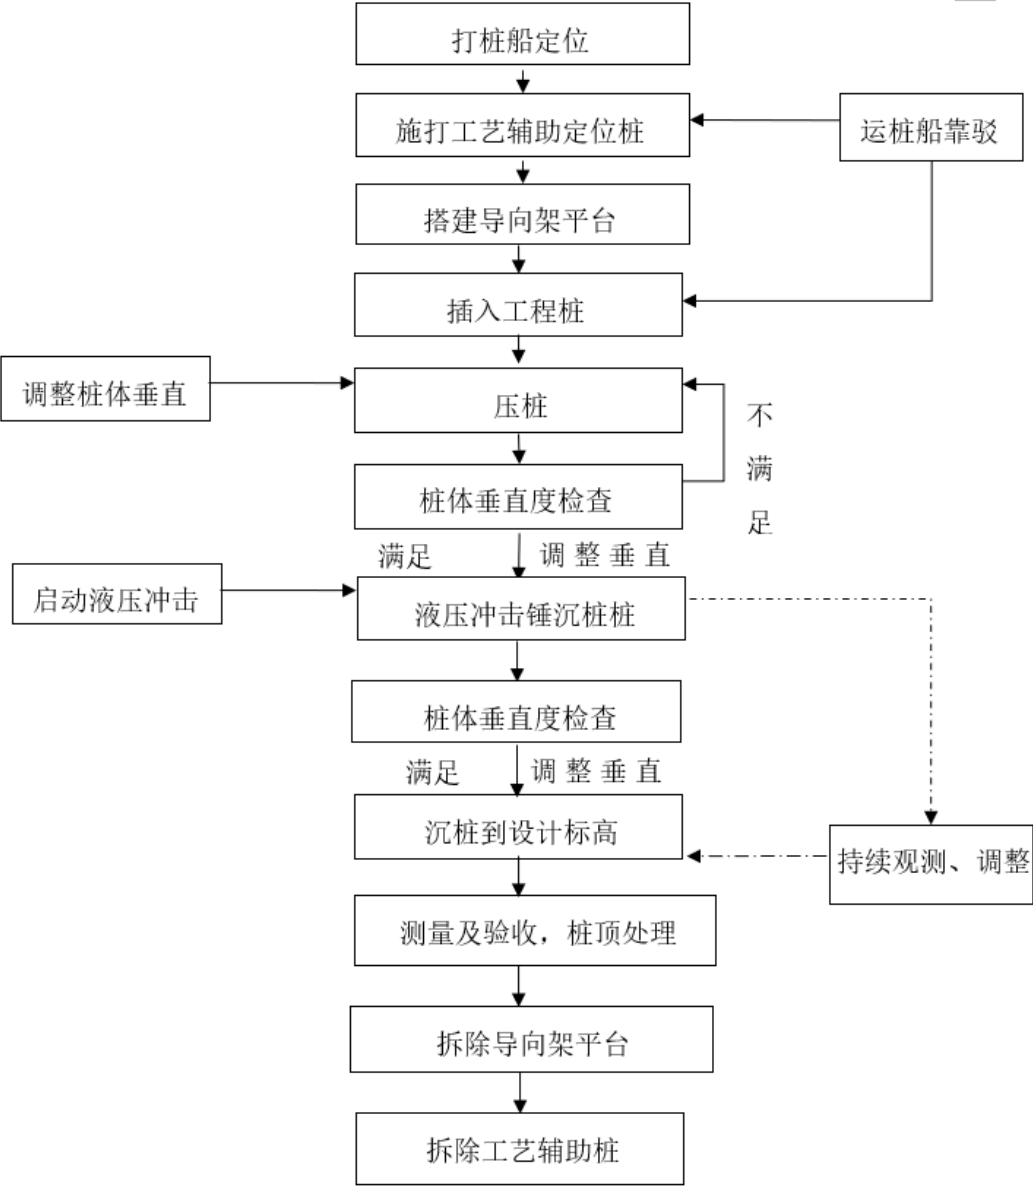 打桩船定位
施打工艺辅助定位桩
运桩船靠驳
搭建导向架平台
插入工程桩
调整桩体垂直
压桩
不
满
足
桩体垂直度检查
满足
调整垂直
启动液压冲击
液压冲击锤沉桩桩
桩体垂直度检查
满足
调整垂直
沉桩到设计标高
持续观测、调整
测量及验收，桩顶处理
拆除导向架平台
拆除工艺辅助桩